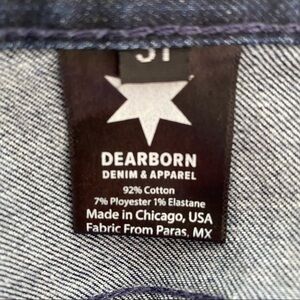 31
DEARBORN
DENIM & APPAREL
92% Cotton
7% Ployester 1% Elastane
Made in Chicago, USA
Fabric From Paras, MX